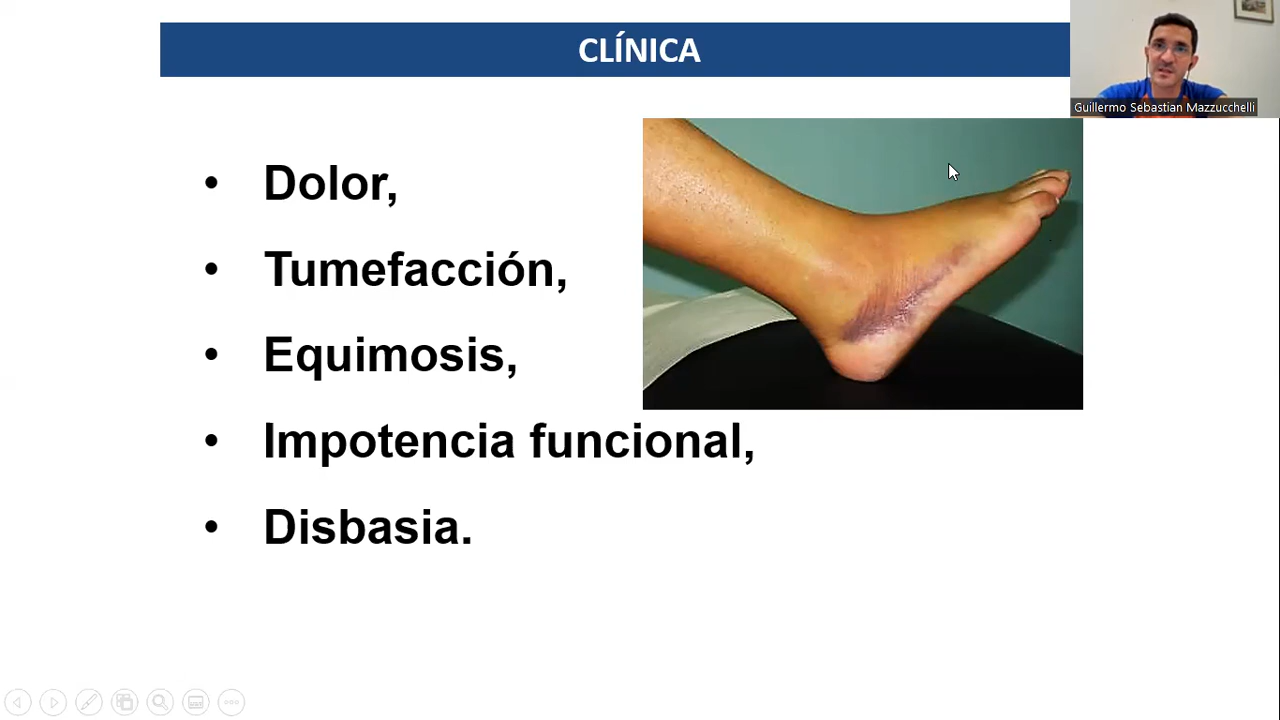 CLÍNICA
Guillermo Sebastian Mazzucchelli
• Dolor,
• Tumefacción,
• Equimosis,
• Impotencia funcional,
• Disbasia.